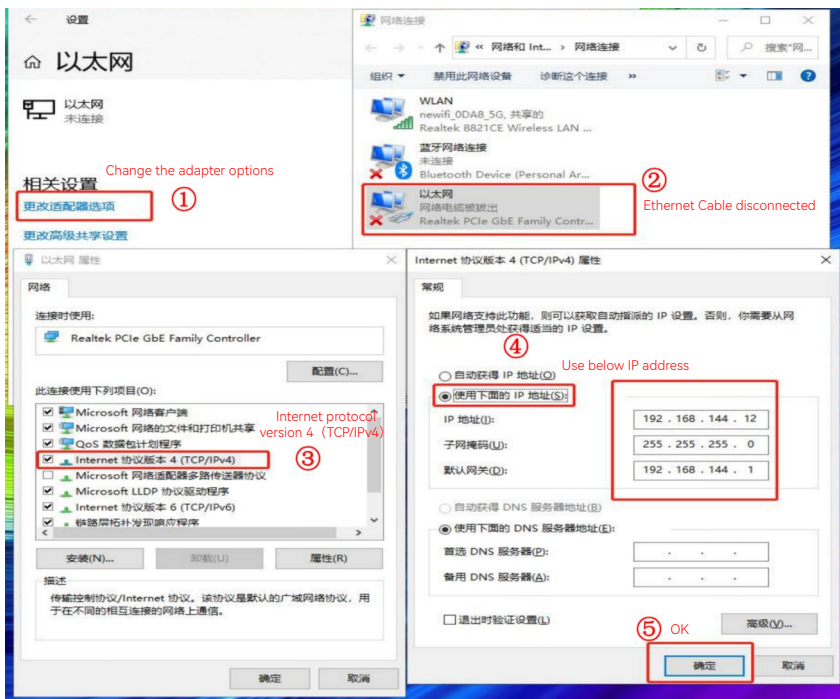 设置
以太网
以太网
未连接
相关设置
Change the adapter options
①
更改适配器选项
更改高级共享设置
网络连接
« 网络和 Int... › 网络连接
搜索"网...
组织
禁用此网络设备
诊断这个连接
»
WLAN
newifi_0DA8_5G, 共享的
Realtek 8821CE Wireless LAN ...
蓝牙网络连接
未连接
Bluetooth Device (Personal Ar...
②
以太网
网络电缆被拔出
Realtek PCIe GbE Family Contr...
Ethernet Cable disconnected
以太网 属性
网络
连接时使用:
Realtek PCIe GbE Family Controller
配置(C)...
此连接使用下列项目(O):
Microsoft 网络客户端
Microsoft 网络的文件和打印机共享
QoS 数据包计划程序
Internet 协议版本 4 (TCP/IPv4)
Microsoft 网络适配器多路传送器协议
Microsoft LLDP 协议驱动程序
Internet 协议版本 6 (TCP/IPv6)
链路层拓扑发现响应程序
Internet protocol
version 4（TCP/IPv4)
③
安装(N)...
卸载(U)
属性(R)
描述
传输控制协议/Internet 协议。该协议是默认的广域网络协议，用
于在不同的相互连接的网络上通信。
确定
取消
Internet 协议版本 4 (TCP/IPv4) 属性
常规
如果网络支持此功能，则可以获取自动指派的 IP 设置。否则，你需要从网
络系统管理员处获得适当的 IP 设置。
④
Use below IP address
自动获得 IP 地址(O)
使用下面的 IP 地址(S):
IP 地址(I):
192 . 168 . 144 . 12
子网掩码(U):
255 . 255 . 255 . 0
默认网关(D):
192 . 168 . 144 . 1
自动获得 DNS 服务器地址(B)
使用下面的 DNS 服务器地址(E):
首选 DNS 服务器(P):
. . .
备用 DNS 服务器(A):
. . .
退出时验证设置(L)
高级(V)...
⑤ OK
确定
取消